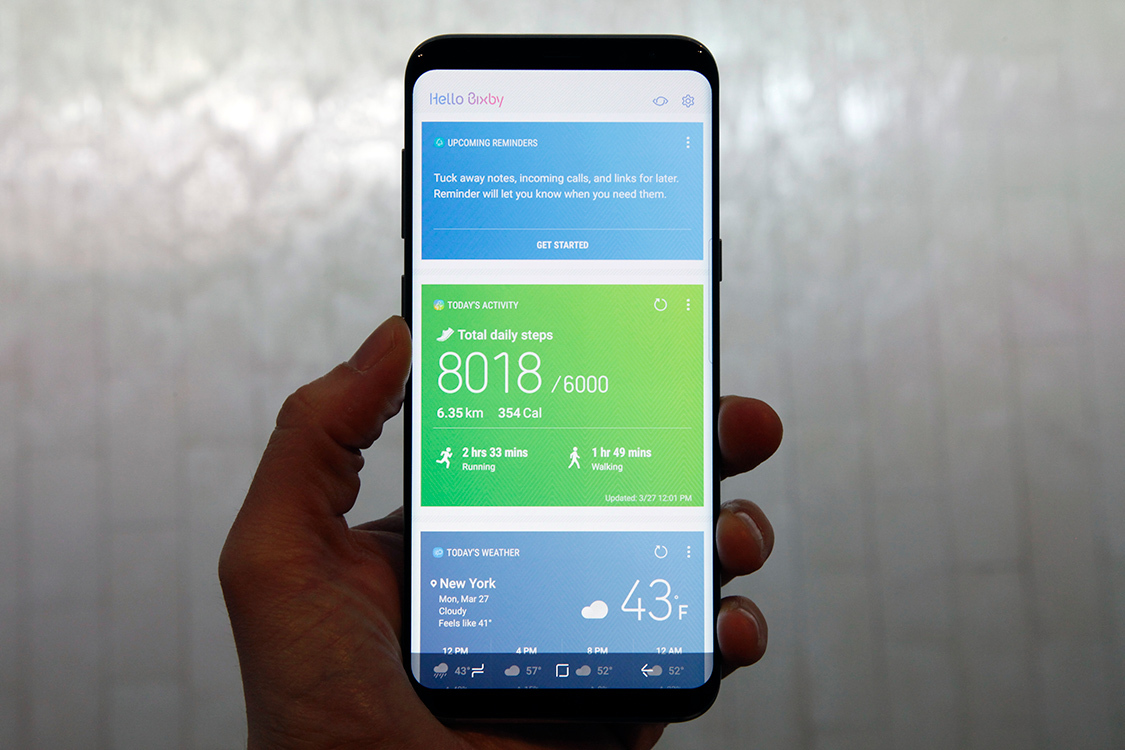 Hello Bixby
UPCOMING REMINDERS
Tuck away notes, incoming calls, and links for later.
Reminder will let you know when you need them.
GET STARTED
TODAY'S ACTIVITY
Total daily steps
8018 /6000
6.35 km 354 Cal
2 hrs 33 mins 1 hr 49 mins
Running Walking
Updated: 3/27 12:01 PM
TODAY'S WEATHER
New York
Mon, Mar 27
Cloudy
Feels like 41°
43°F
12 PM 4 PM 8 PM 12 AM
43° 57° 52° 52°